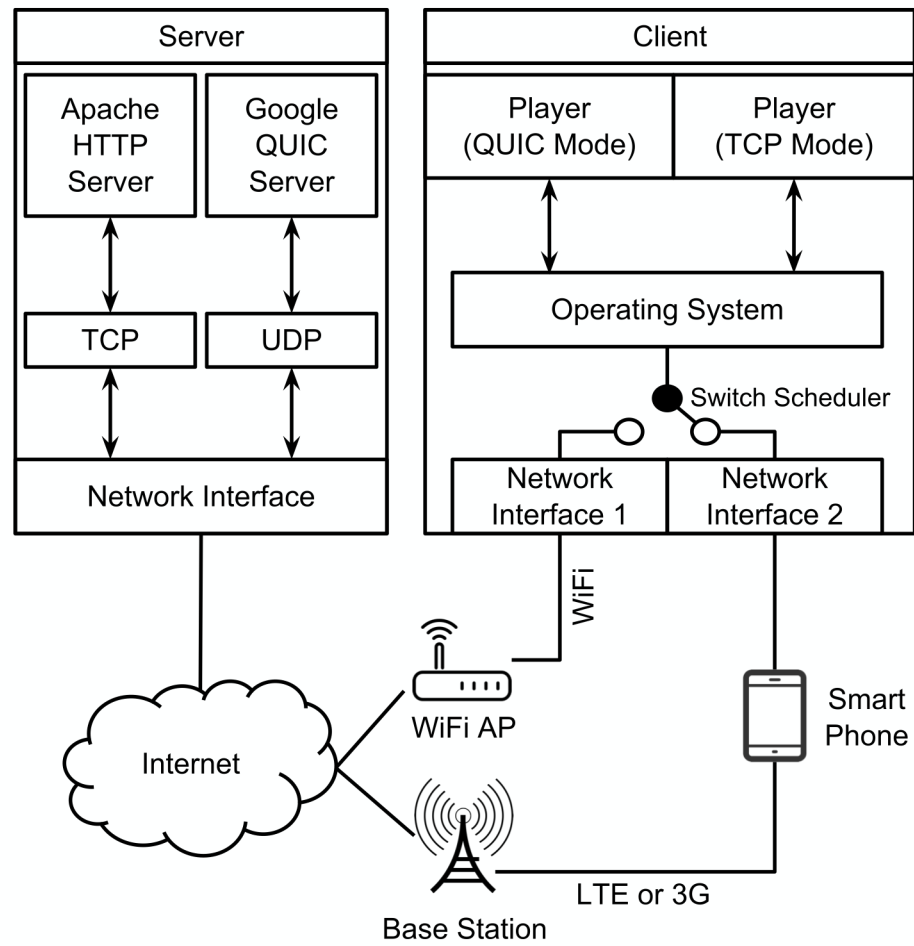 Server
Apache
HTTP
Server
Google
QUIC
Server
TCP
UDP
Network Interface
Client
Player
(QUIC Mode)
Player
(TCP Mode)
Operating System
Switch Scheduler
Network
Interface 1
Network
Interface 2
WiFi
WiFi AP
Smart
Phone
Internet
LTE or 3G
Base Station